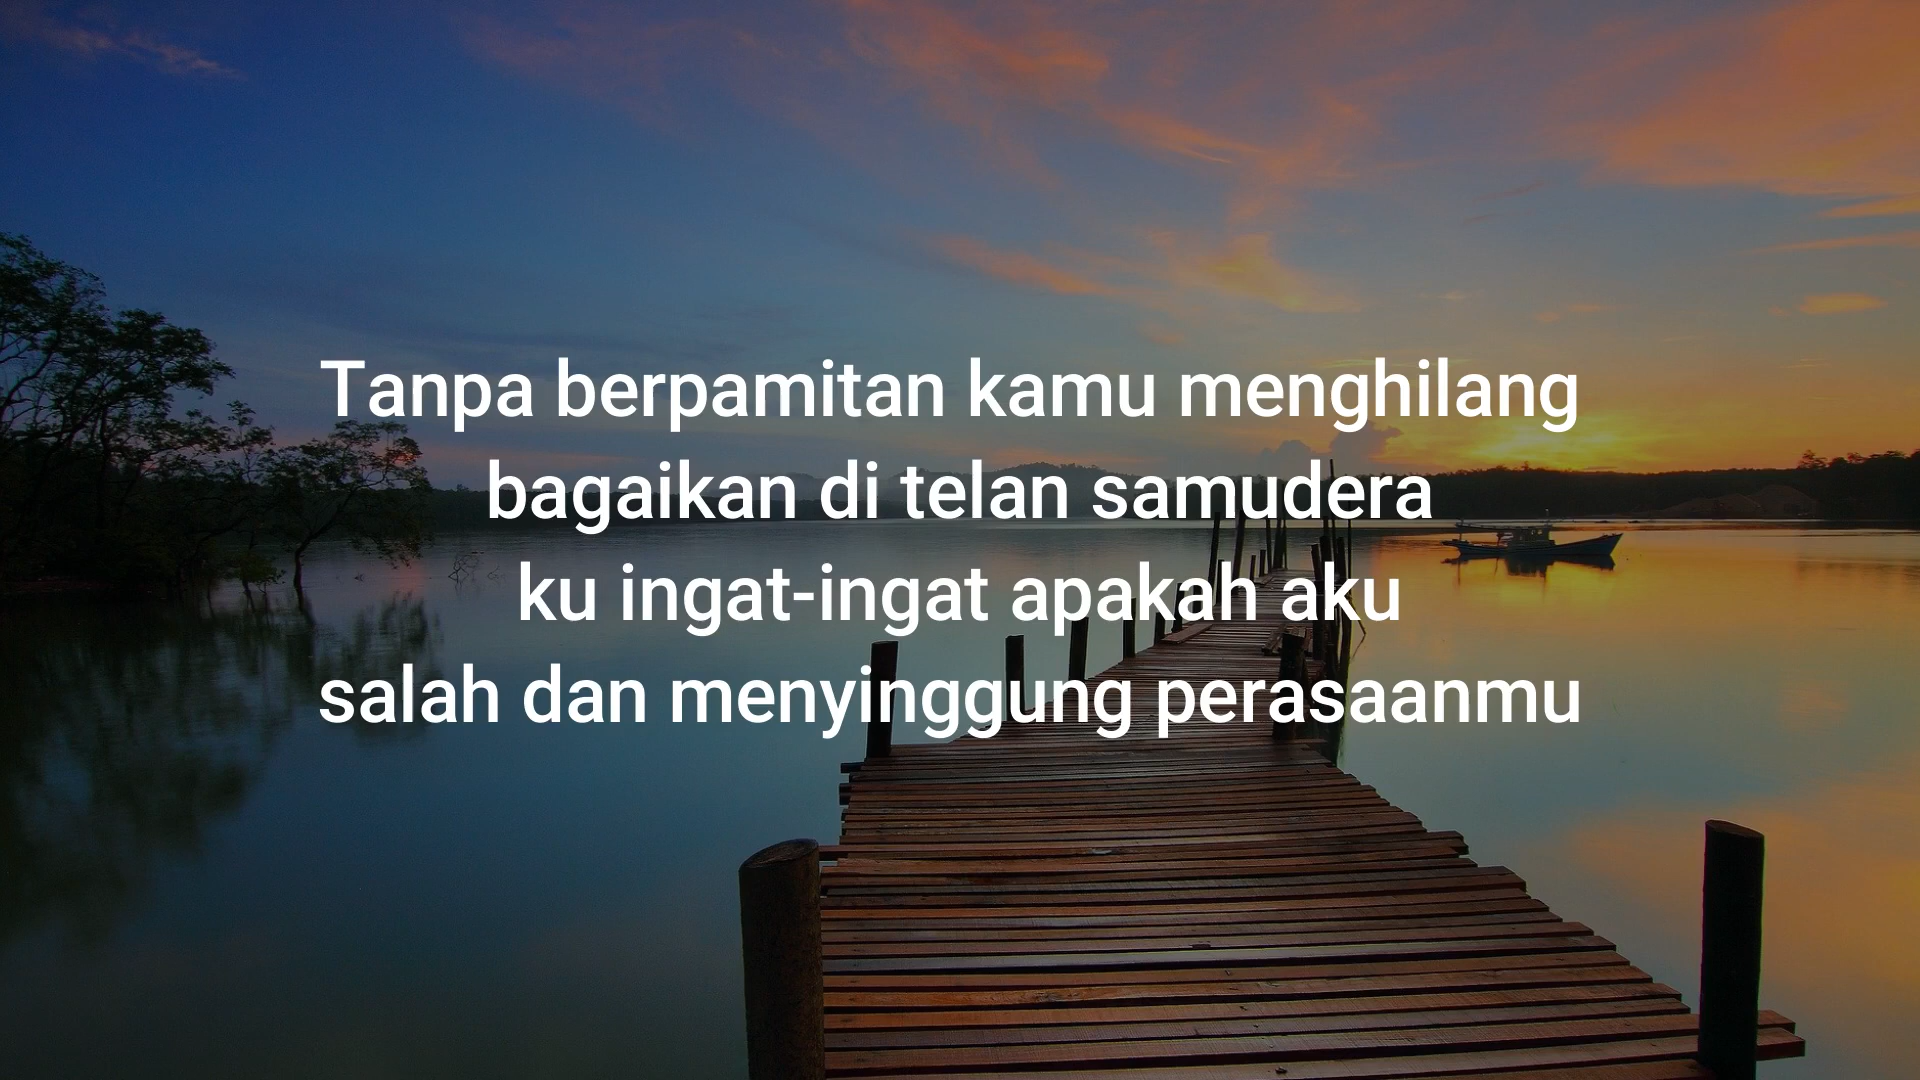 Tanpa berpamitan kamu menghilang
bagaikan di telan samudera
ku ingat-ingat apakah aku
salah dan menyinggung perasaanmu